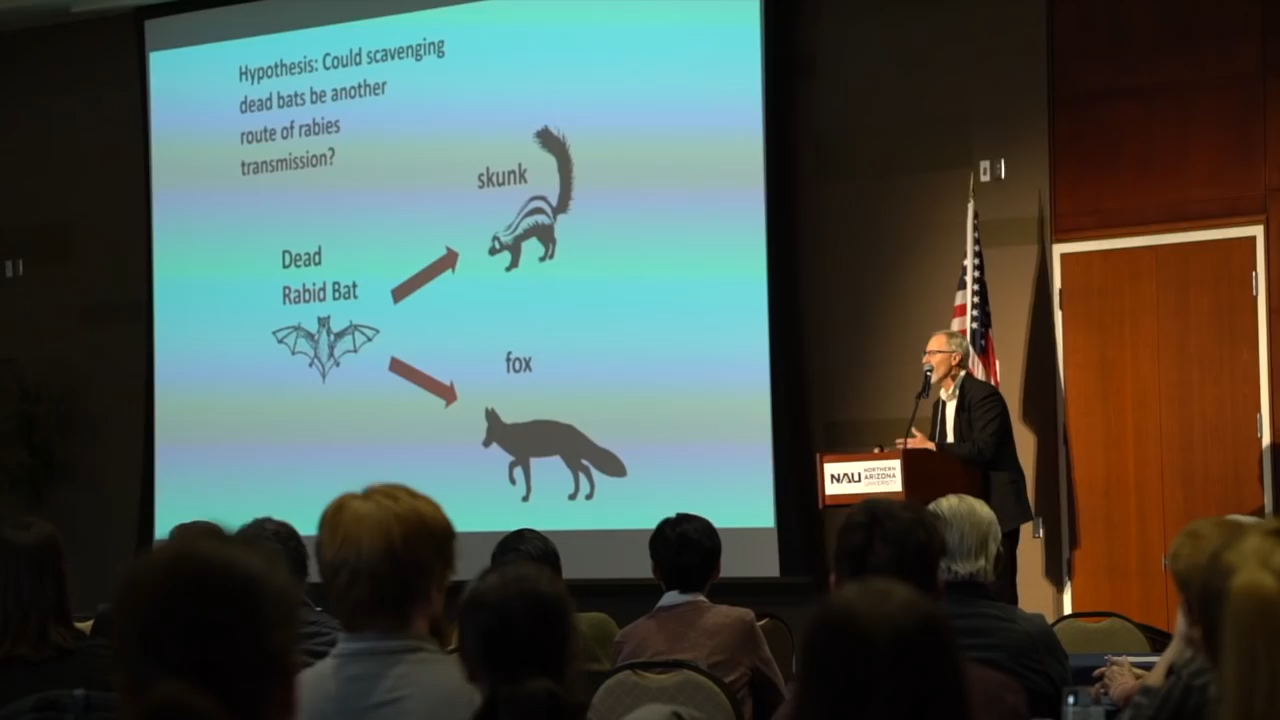 Hypothesis: Could scavenging
dead bats be another
route of rabies
transmission?
skunk
Dead
Rabid Bat
fox
NAU NORTHERN
ARIZONA
UNIVERSITY